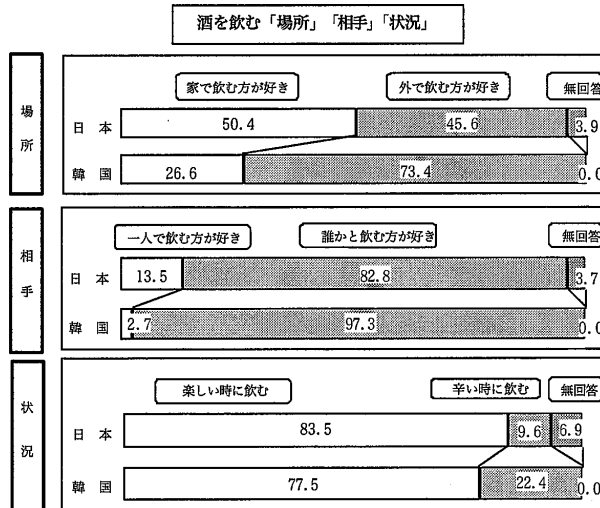 酒を飲む「場所」「相手」「状況」
場所
家で飲む方が好き 外で飲む方が好き 無回答
日本 50.4 45.6 3.9
韓国 26.6 73.4 0.0
相手
一人で飲む方が好き 誰かと飲む方が好き 無回答
日本 13.5 82.8 3.7
韓国 2.7 97.3 0.0
状況
楽しい時に飲む 辛い時に飲む 無回答
日本 83.5 9.6 6.9
韓国 77.5 22.4 0.0